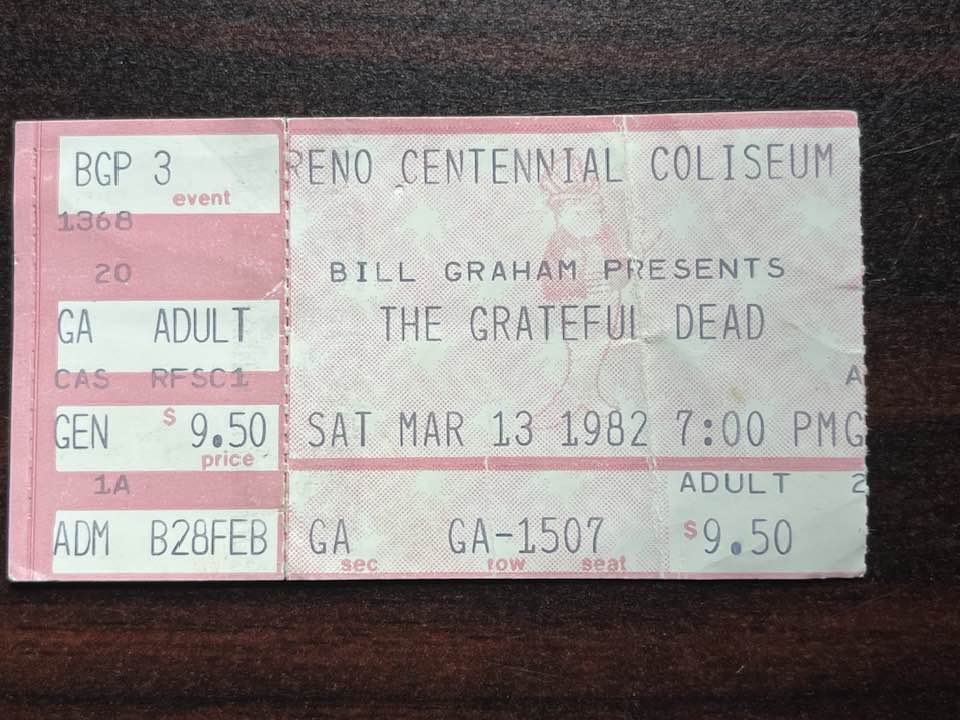 BGP 3
event
1368
20
GA ADULT
CAS RFSC1
GEN $ 9.50
price
1A
ADM B28FEB
RENO CENTENNIAL COLISEUM
BILL GRAHAM PRESENTS
THE GRATEFUL DEAD
A
SAT MAR 13 1982 7:00 PM G
ADULT 2
GA GA-1507 $9.50
sec row seat